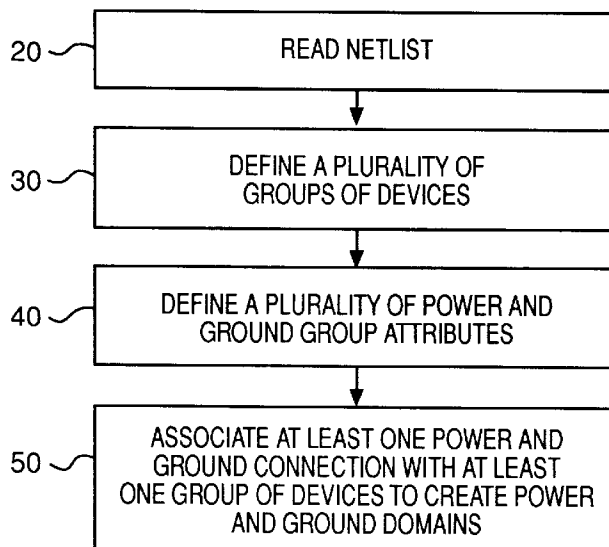 20
READ NETLIST
30
DEFINE A PLURALITY OF
GROUPS OF DEVICES
40
DEFINE A PLURALITY OF POWER AND
GROUND GROUP ATTRIBUTES
50
ASSOCIATE AT LEAST ONE POWER AND
GROUND CONNECTION WITH AT LEAST
ONE GROUP OF DEVICES TO CREATE POWER
AND GROUND DOMAINS